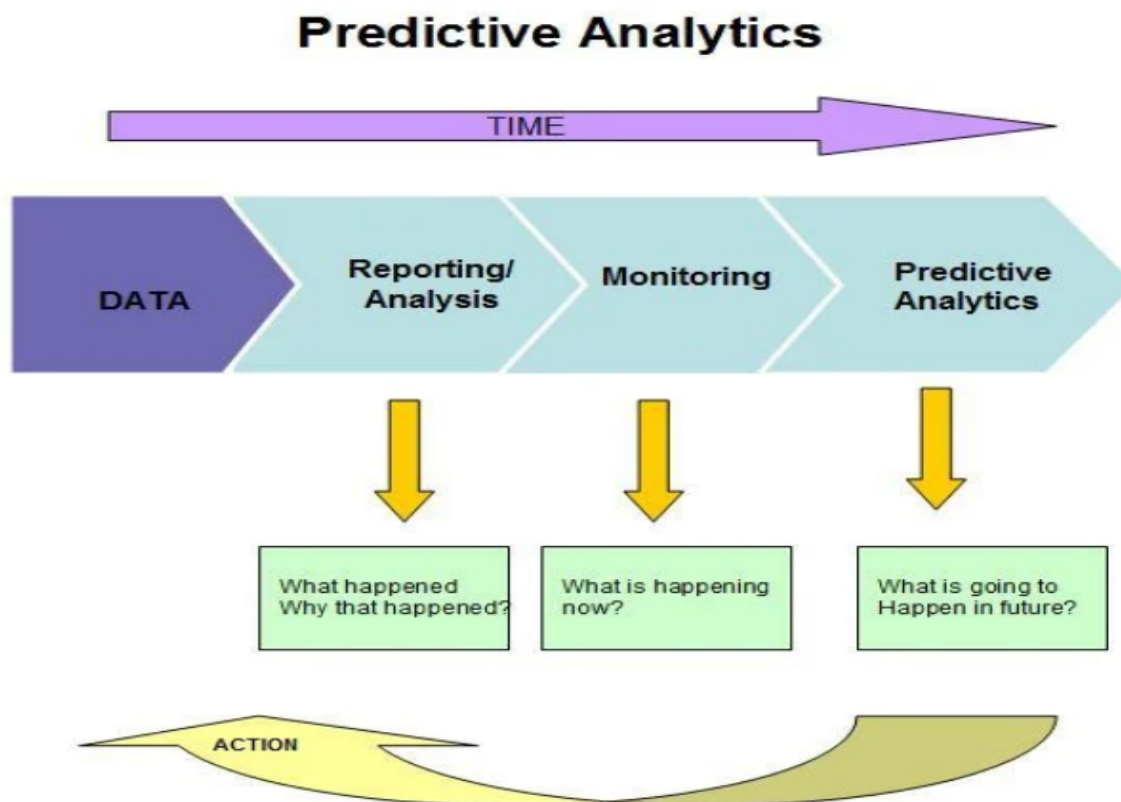 Predictive Analytics
TIME
DATA
Reporting/
Analysis
Monitoring
Predictive
Analytics
What happened
Why that happened?
What is happening
now?
What is going to
Happen in future?
ACTION